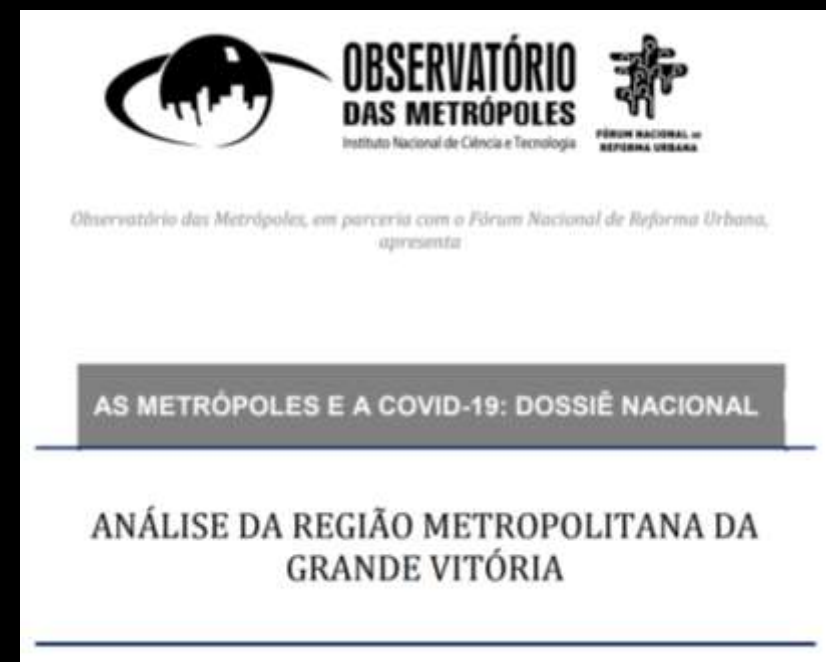 OBSERVATÓRIO
DAS METRÓPOLES
Instituto Nacional de Ciência e Tecnologia
FÓRUM NACIONAL DE
REFORMA URBANA
Observatório das Metrópoles, em parceria com o Fórum Nacional de Reforma Urbana,
apresenta
AS METRÓPOLES E A COVID-19: DOSSIÊ NACIONAL
ANÁLISE DA REGIÃO METROPOLITANA DA
GRANDE VITÓRIA